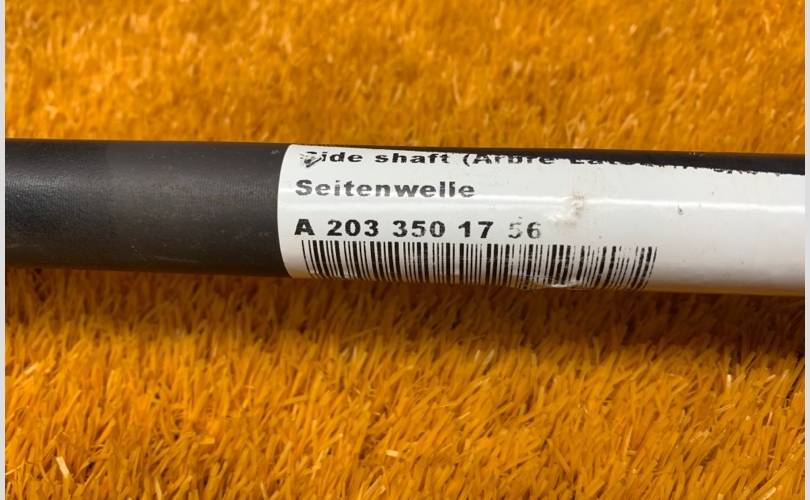 Side shaft (Arbre
Seitenwelle
A 203 350 17 56